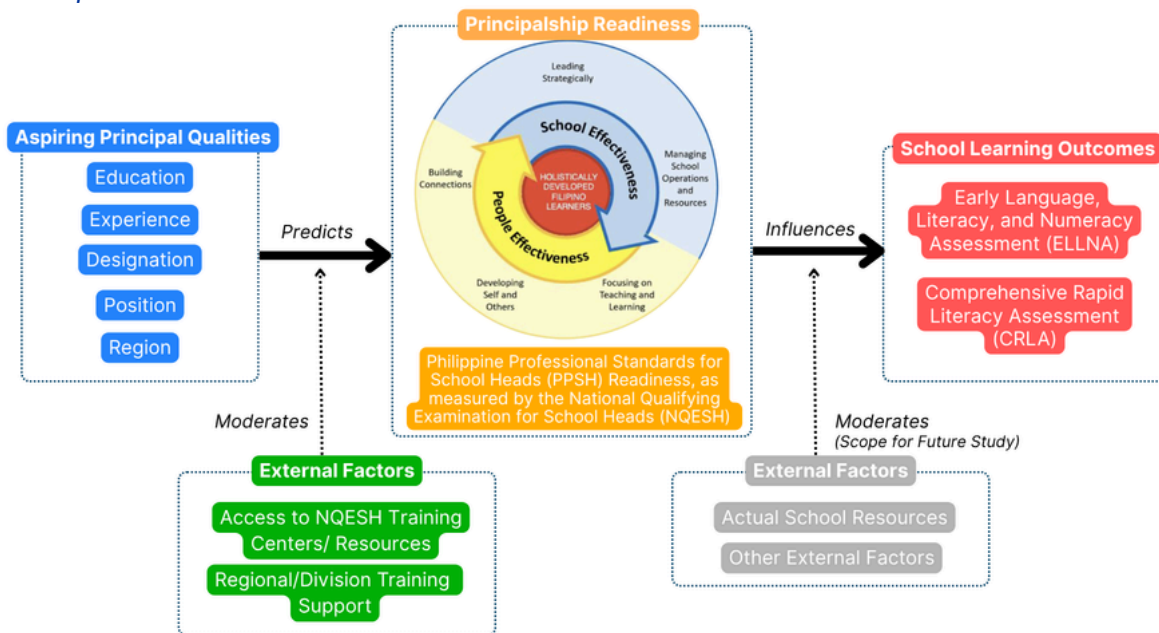 Principalship Readiness
Aspiring Principal Qualities
Education
Experience
Designation
Position
Region
Predicts
Leading
Strategically
School Effectiveness
Managing
School
Operations
and
Resources
Building
Connections
HOLISTICALLY
DEVELOPED
FILIPINO
LEARNERS
People Effectiveness
Developing
Self and
Others
Focusing on
Teaching and
Learning
Philippine Professional Standards for
School Heads (PPSH) Readiness, as
measured by the National Qualifying
Examination for School Heads (NQESH)
Influences
School Learning Outcomes
Early Language,
Literacy, and Numeracy
Assessment (ELLNA)
Comprehensive Rapid
Literacy Assessment
(CRLA)
Moderates
External Factors
Access to NQESH Training
Centers/ Resources
Regional/Division Training
Support
Moderates
(Scope for Future Study)
External Factors
Actual School Resources
Other External Factors